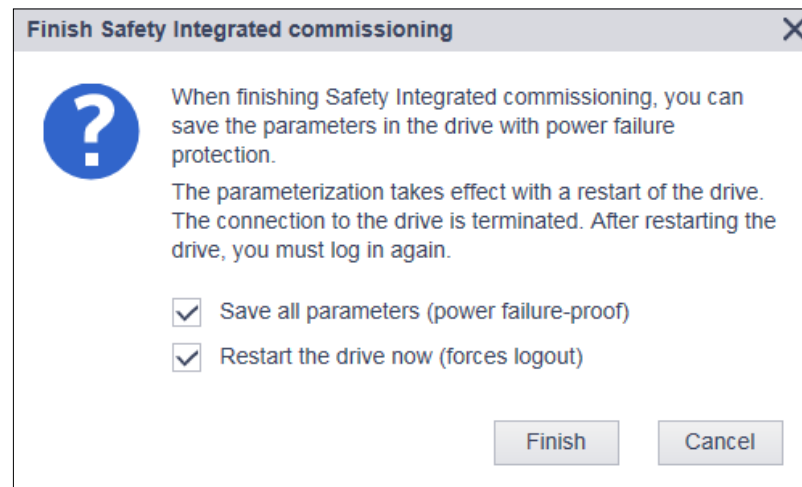 Finish Safety Integrated commissioning
When finishing Safety Integrated commissioning, you can
save the parameters in the drive with power failure
protection.
The parameterization takes effect with a restart of the drive.
The connection to the drive is terminated. After restarting the
drive, you must log in again.
Save all parameters (power failure-proof)
Restart the drive now (forces logout)
Finish Cancel